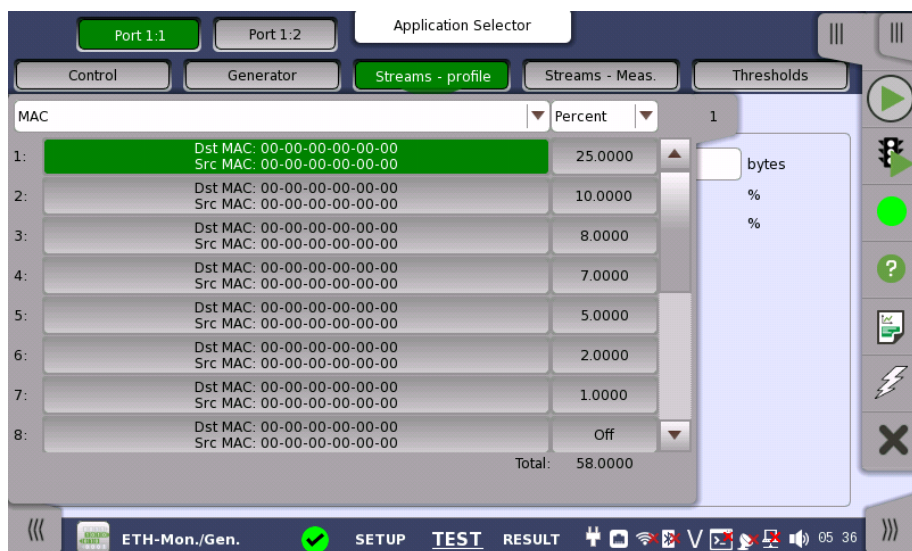 Port 1:1
Port 1:2
Application Selector
Control
Generator
Streams - profile
Streams - Meas.
Thresholds
MAC
Percent
1
1:
Dst MAC: 00-00-00-00-00-00
Src MAC: 00-00-00-00-00-00
25.0000
bytes
2:
Dst MAC: 00-00-00-00-00-00
Src MAC: 00-00-00-00-00-00
10.0000
%
3:
Dst MAC: 00-00-00-00-00-00
Src MAC: 00-00-00-00-00-00
8.0000
%
4:
Dst MAC: 00-00-00-00-00-00
Src MAC: 00-00-00-00-00-00
7.0000
5:
Dst MAC: 00-00-00-00-00-00
Src MAC: 00-00-00-00-00-00
5.0000
6:
Dst MAC: 00-00-00-00-00-00
Src MAC: 00-00-00-00-00-00
2.0000
7:
Dst MAC: 00-00-00-00-00-00
Src MAC: 00-00-00-00-00-00
1.0000
8:
Dst MAC: 00-00-00-00-00-00
Src MAC: 00-00-00-00-00-00
Off
Total: 58.0000
ETH-Mon./Gen.
SETUP
TEST
RESULT
05 36